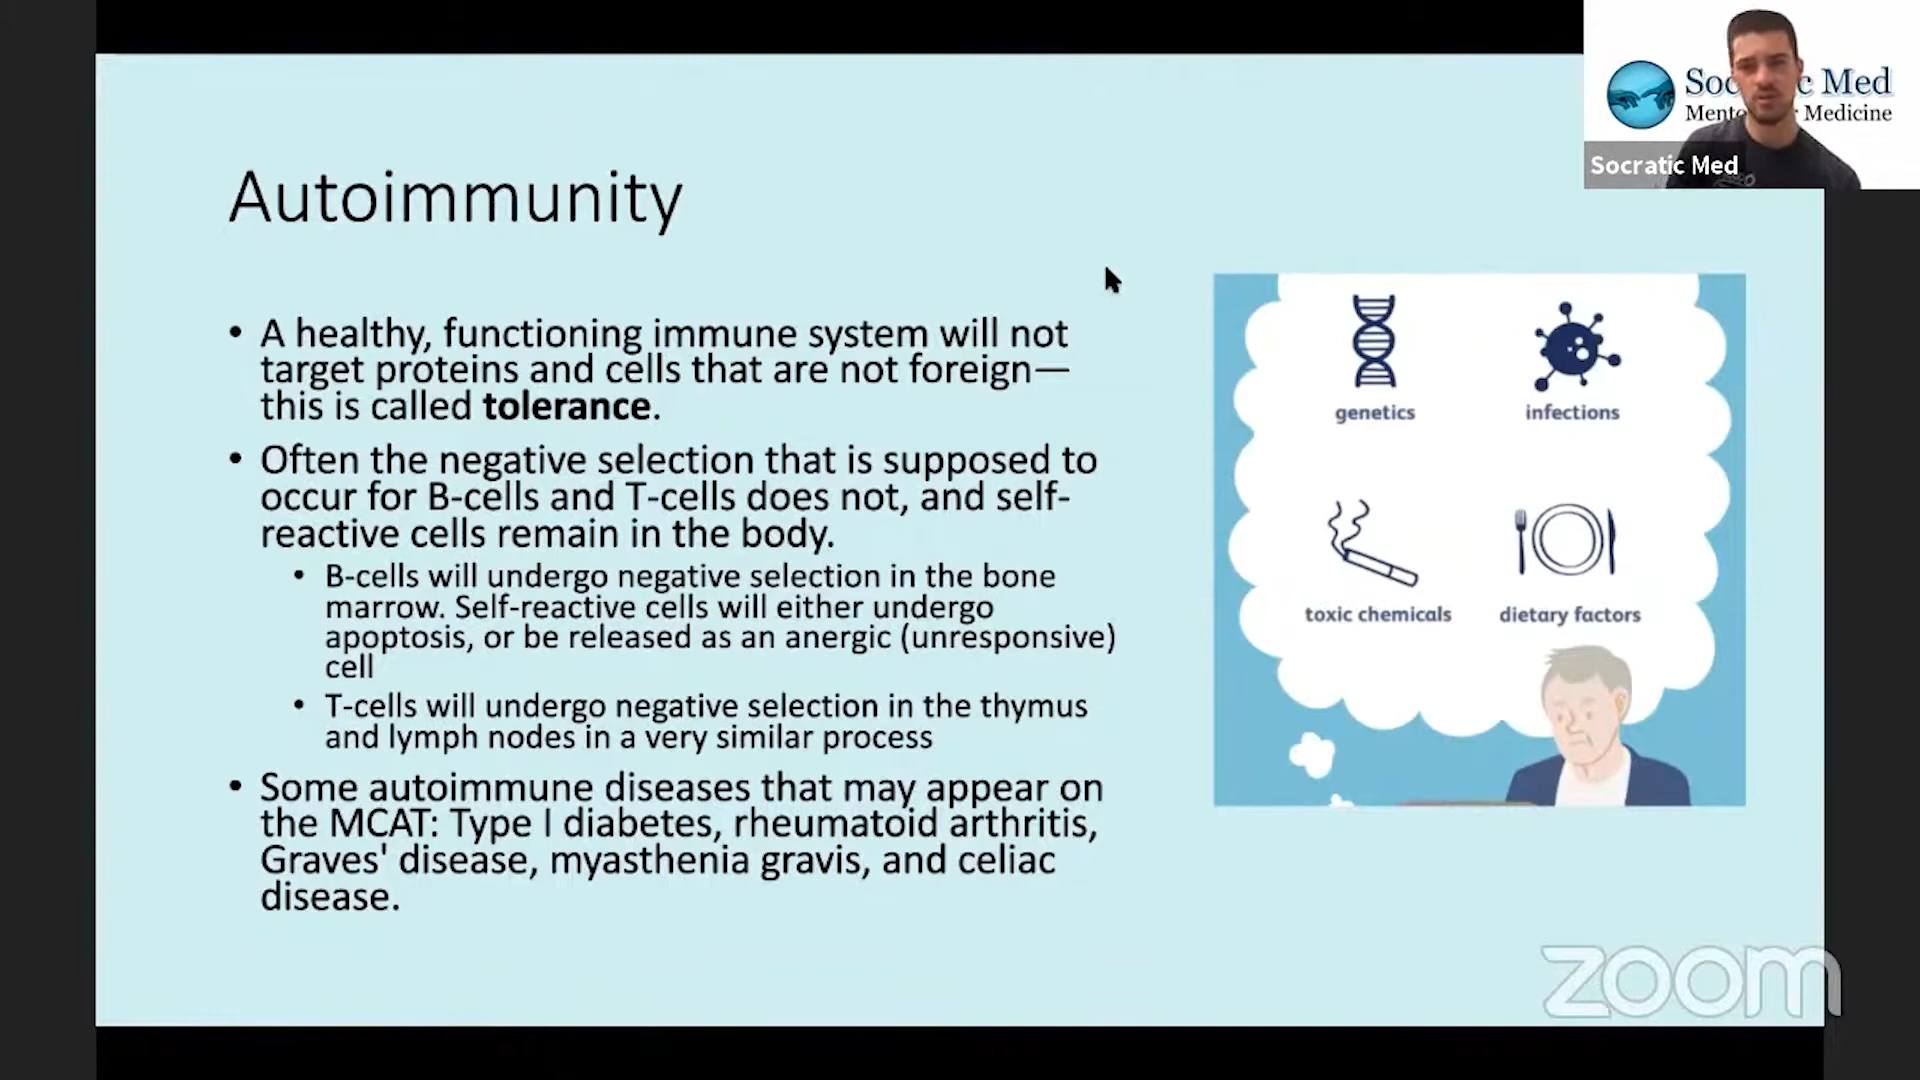 Autoimmunity
• A healthy, functioning immune system will not
target proteins and cells that are not foreign—
this is called tolerance.
• Often the negative selection that is supposed to
occur for B-cells and T-cells does not, and self-
reactive cells remain in the body.
• B-cells will undergo negative selection in the bone
marrow. Self-reactive cells will either undergo
apoptosis, or be released as an anergic (unresponsive)
cell
• T-cells will undergo negative selection in the thymus
and lymph nodes in a very similar process
• Some autoimmune diseases that may appear on
the MCAT: Type I diabetes, rheumatoid arthritis,
Graves' disease, myasthenia gravis, and celiac
disease.
genetics
infections
toxic chemicals
dietary factors
Med
Medicine
Socratic Med
zoom